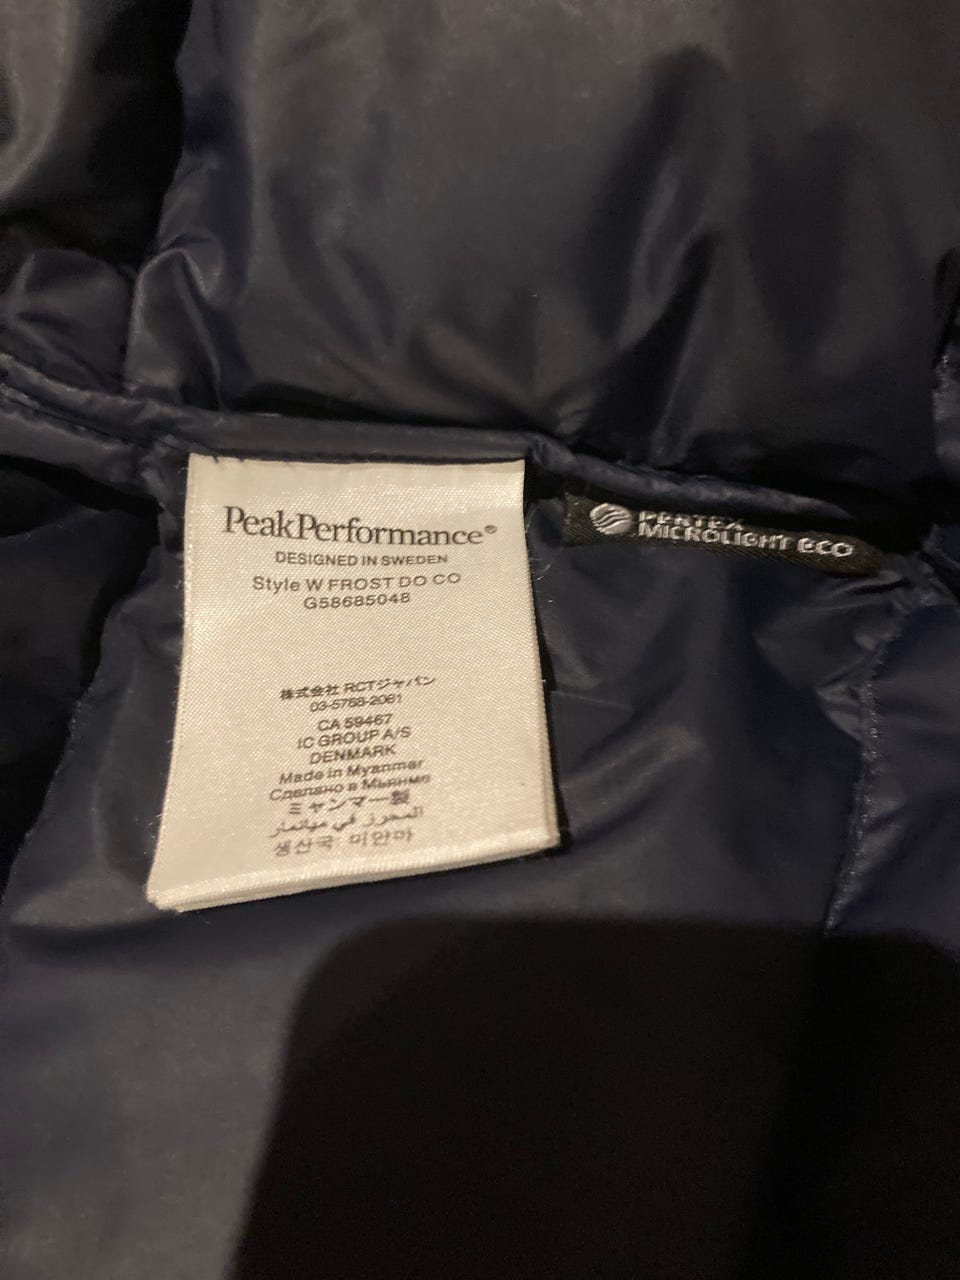 PeakPerformance®
DESIGNED IN SWEDEN
Style W FROST DO CO
G58685048
株式会社 RCTジャパン
03-5768-2061
CA 59467
IC GROUP A/S
DENMARK
Made in Myanmar
Сделано в Мьянме
ミャンマー製
المحرز في ميانمار
생산국 미얀마
PERTEX
MICROLIGHT ECO